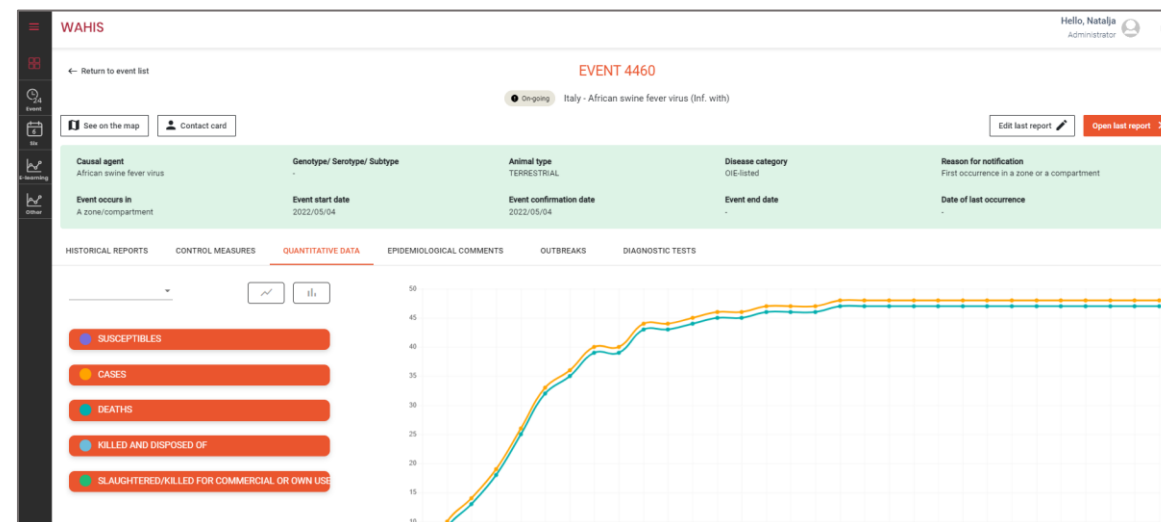 WAHIS
Hello, Natalja
Administrator
← Return to event list
EVENT 4460
On-going Italy - African swine fever virus (Inf. with)
See on the map Contact card Edit last report Open last report
Causal agent Genotype/ Serotype/ Subtype Animal type Disease category Reason for notification
African swine fever virus - TERRESTRIAL OIE-listed First occurrence in a zone or a compartment
Event occurs in Event start date Event confirmation date Event end date Date of last occurrence
A zone/compartment 2022/05/04 2022/05/04 - -
HISTORICAL REPORTS CONTROL MEASURES QUANTITATIVE DATA EPIDEMIOLOGICAL COMMENTS OUTBREAKS DIAGNOSTIC TESTS
Event
6
Six
E-learning
Other
SUSCEPTIBLES
CASES
DEATHS
KILLED AND DISPOSED OF
SLAUGHTERED/KILLED FOR COMMERCIAL OR OWN USE
50
45
40
35
30
25
20
15
10